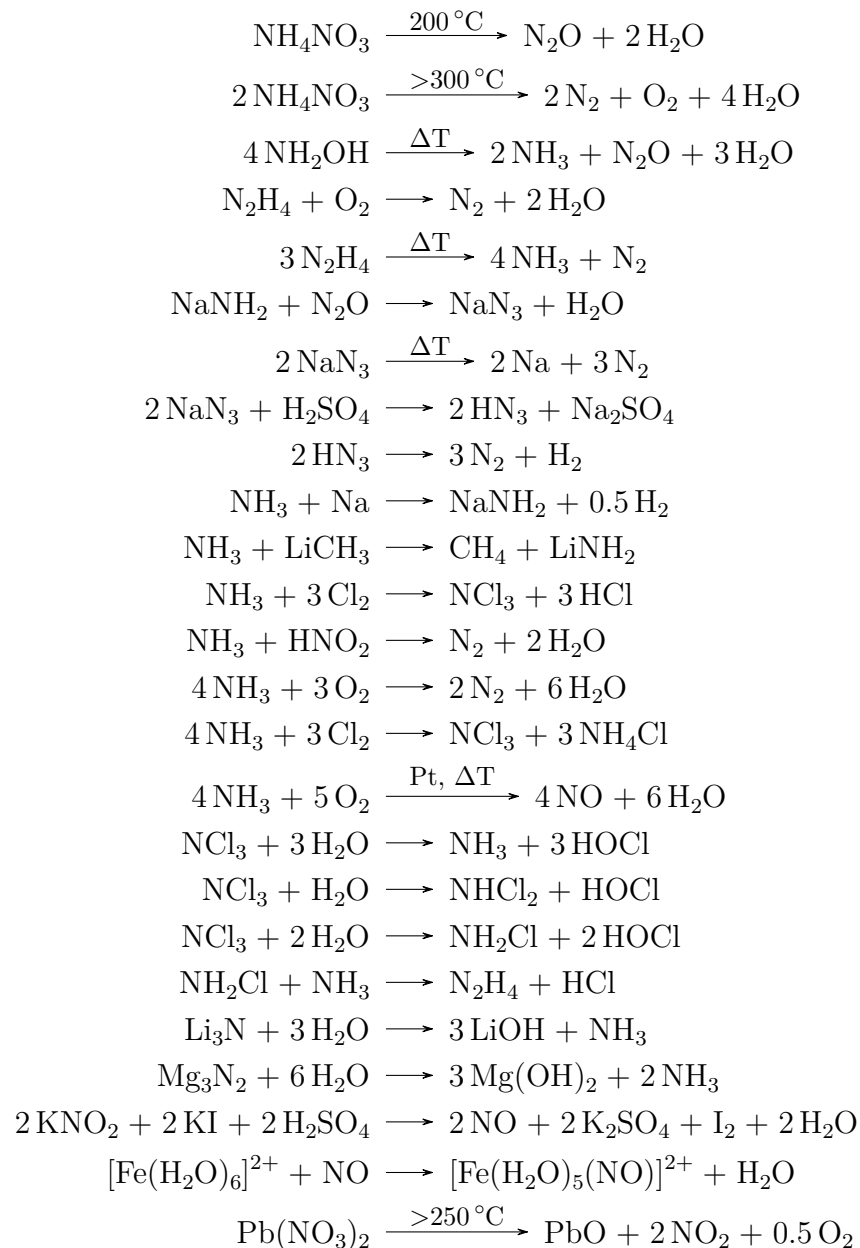 NH₄NO₃ —200 °C→ N₂O + 2 H₂O
2 NH₄NO₃ —>300 °C→ 2 N₂ + O₂ + 4 H₂O
4 NH₂OH —ΔT→ 2 NH₃ + N₂O + 3 H₂O
N₂H₄ + O₂ ⟶ N₂ + 2 H₂O
3 N₂H₄ —ΔT→ 4 NH₃ + N₂
NaNH₂ + N₂O ⟶ NaN₃ + H₂O
2 NaN₃ —ΔT→ 2 Na + 3 N₂
2 NaN₃ + H₂SO₄ ⟶ 2 HN₃ + Na₂SO₄
2 HN₃ ⟶ 3 N₂ + H₂
NH₃ + Na ⟶ NaNH₂ + 0.5 H₂
NH₃ + LiCH₃ ⟶ CH₄ + LiNH₂
NH₃ + 3 Cl₂ ⟶ NCl₃ + 3 HCl
NH₃ + HNO₂ ⟶ N₂ + 2 H₂O
4 NH₃ + 3 O₂ ⟶ 2 N₂ + 6 H₂O
4 NH₃ + 3 Cl₂ ⟶ NCl₃ + 3 NH₄Cl
4 NH₃ + 5 O₂ —Pt, ΔT→ 4 NO + 6 H₂O
NCl₃ + 3 H₂O ⟶ NH₃ + 3 HOCl
NCl₃ + H₂O ⟶ NHCl₂ + HOCl
NCl₃ + 2 H₂O ⟶ NH₂Cl + 2 HOCl
NH₂Cl + NH₃ ⟶ N₂H₄ + HCl
Li₃N + 3 H₂O ⟶ 3 LiOH + NH₃
Mg₃N₂ + 6 H₂O ⟶ 3 Mg(OH)₂ + 2 NH₃
2 KNO₂ + 2 KI + 2 H₂SO₄ ⟶ 2 NO + 2 K₂SO₄ + I₂ + 2 H₂O
[Fe(H₂O)₆]²⁺ + NO ⟶ [Fe(H₂O)₅(NO)]²⁺ + H₂O
Pb(NO₃)₂ —>250 °C→ PbO + 2 NO₂ + 0.5 O₂